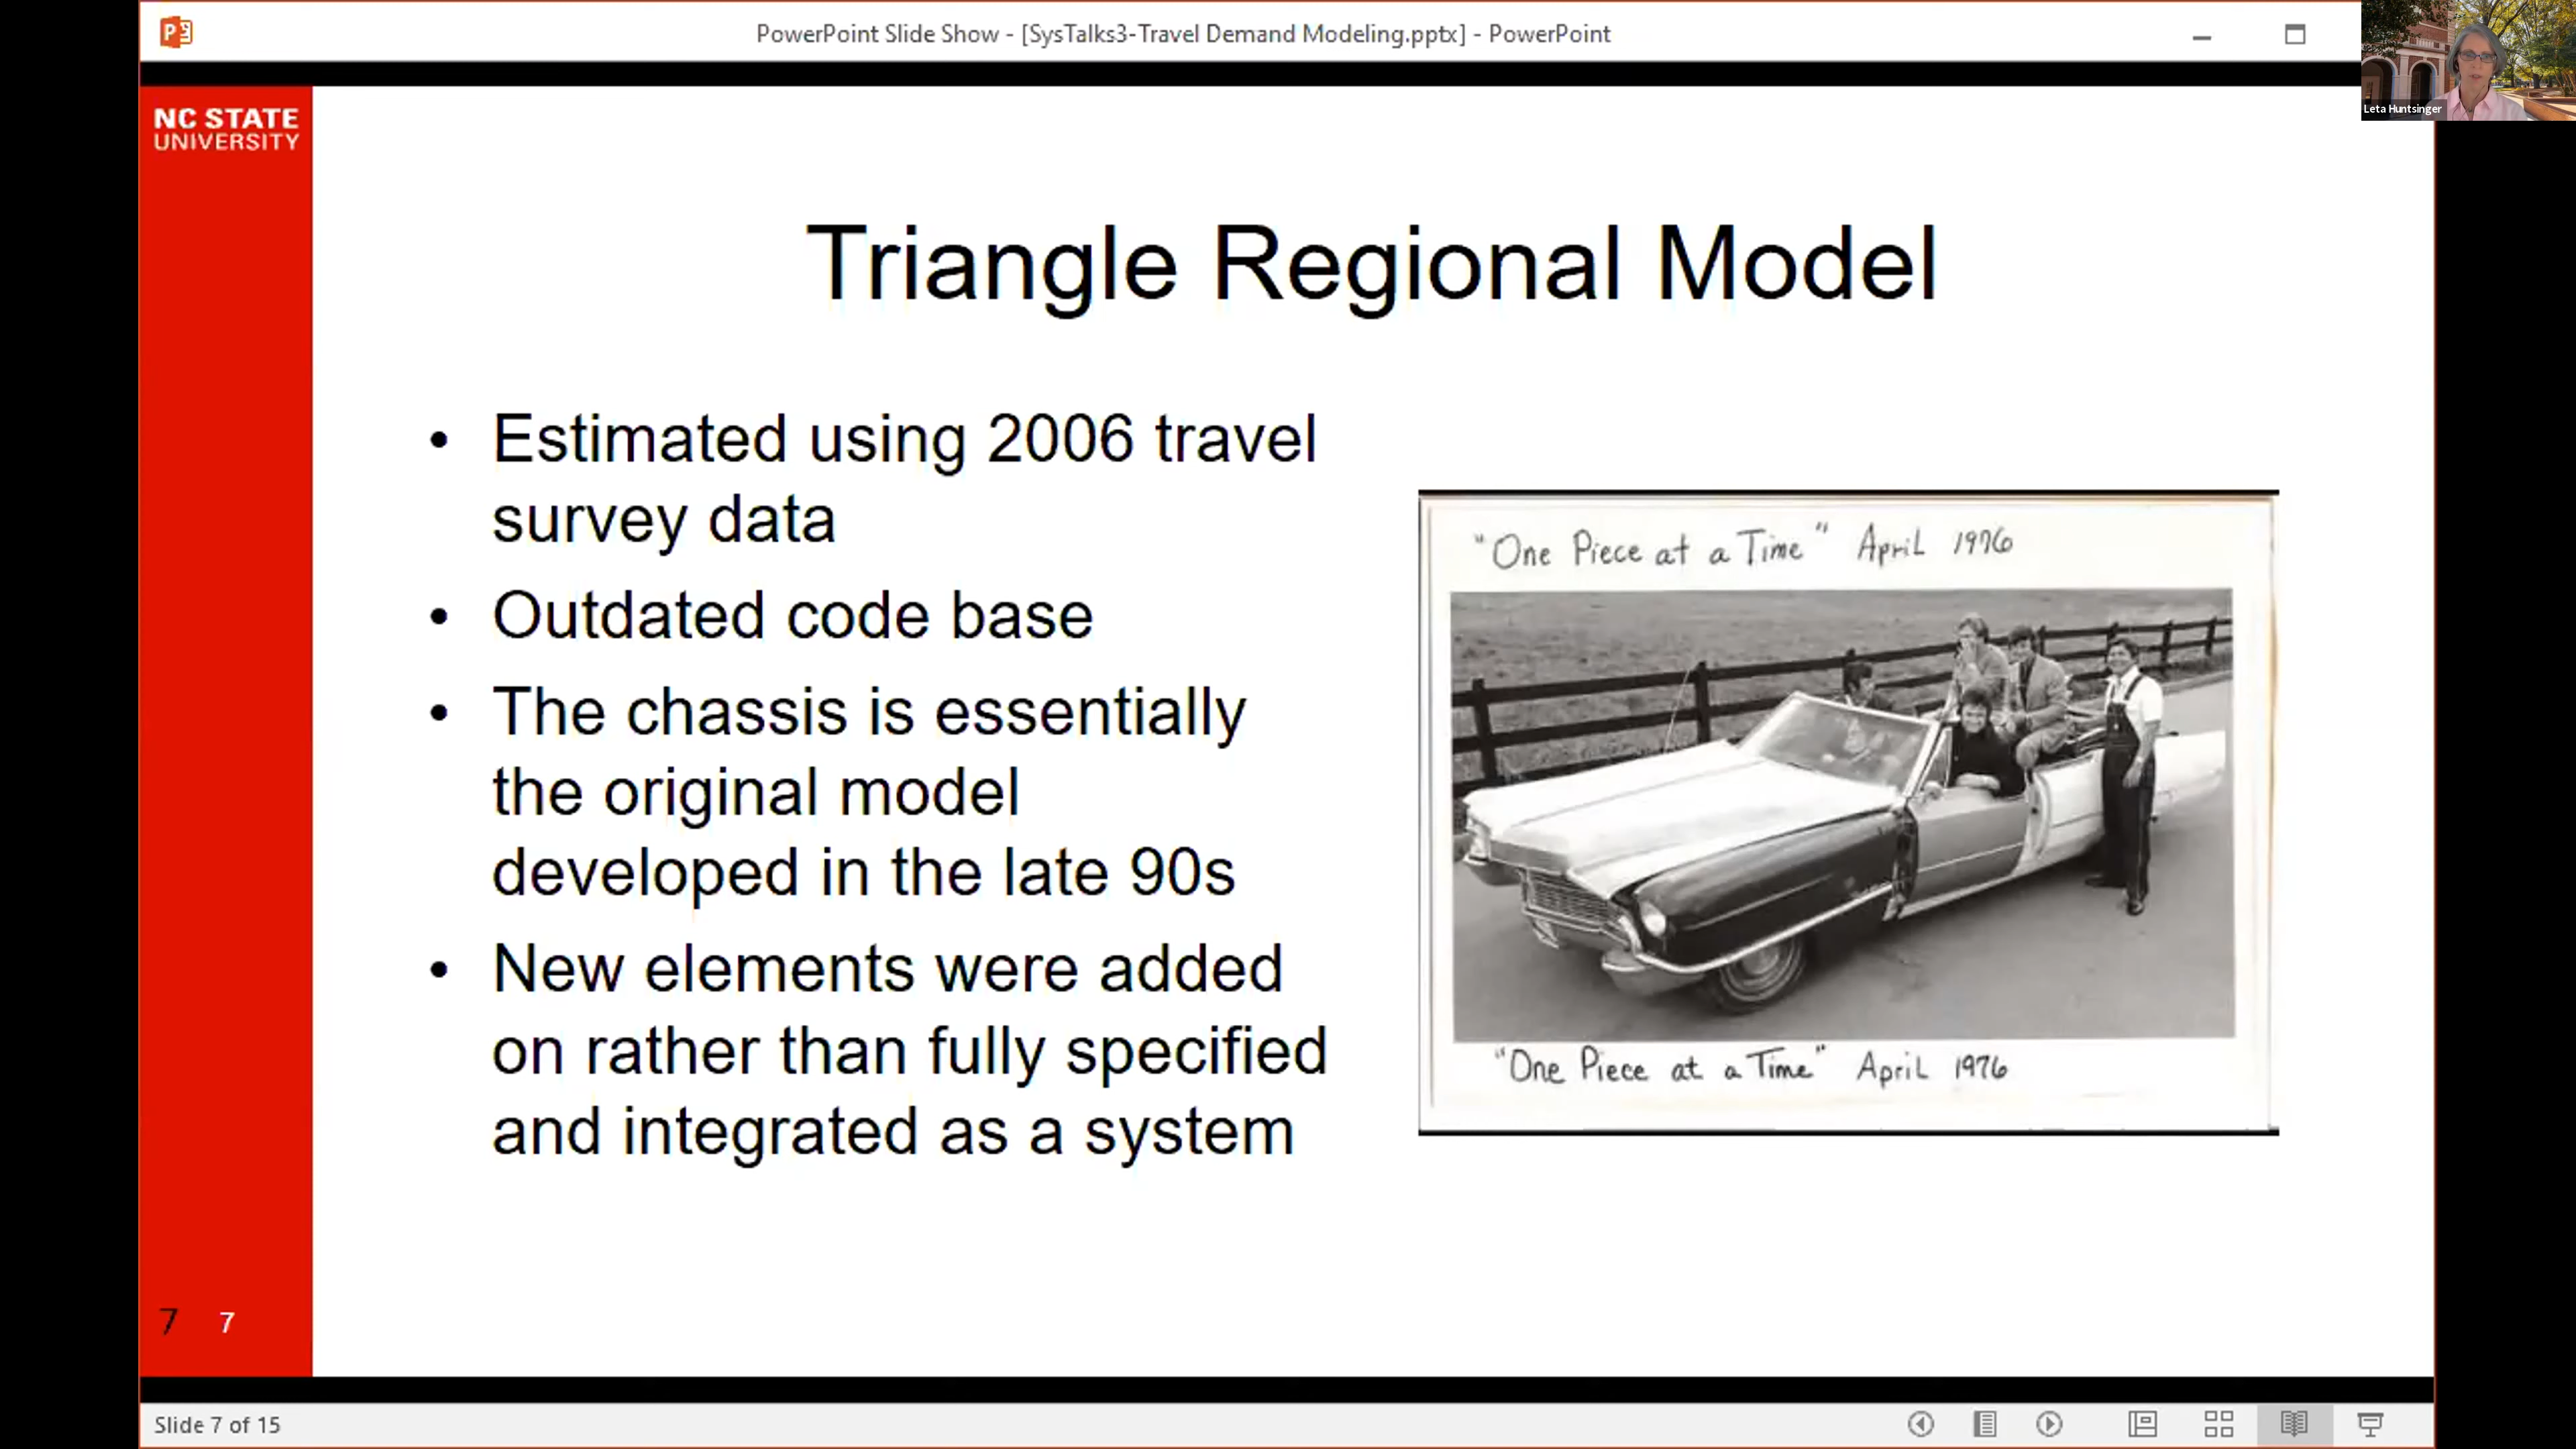 PowerPoint Slide Show - [SysTalks3-Travel Demand Modeling.pptx] - PowerPoint
Leta Huntsinger
NC STATE
UNIVERSITY
Triangle Regional Model
• Estimated using 2006 travel
survey data
• Outdated code base
• The chassis is essentially
the original model
developed in the late 90s
• New elements were added
on rather than fully specified
and integrated as a system
"One Piece at a Time" April 1976
"One Piece at a Time" April 1976
7 7
Slide 7 of 15